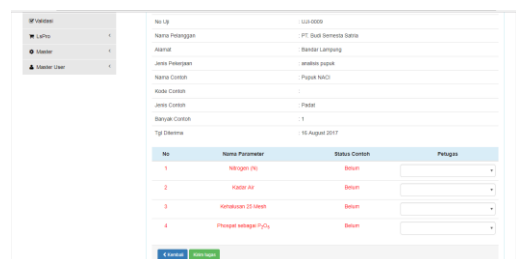 Validasi
LaPro
Master
Master User
No Uji : UJI-0009
Nama Pelanggan : PT. Budi Semesta Satria
Alamat : Bandar Lampung
Jenis Pekerjaan : analisis pupuk
Nama Contoh : Pupuk NACl
Kode Contoh :
Jenis Contoh : Padat
Banyak Contoh : 1
Tgl Diterima : 16 August 2017
No Nama Parameter Status Contoh Petugas
1 Nitrogen (N) Belum
2 Kadar Air Belum
3 Kehalusan 25 Mesh Belum
4 Phospat sebagai P2O5 Belum
Kembali